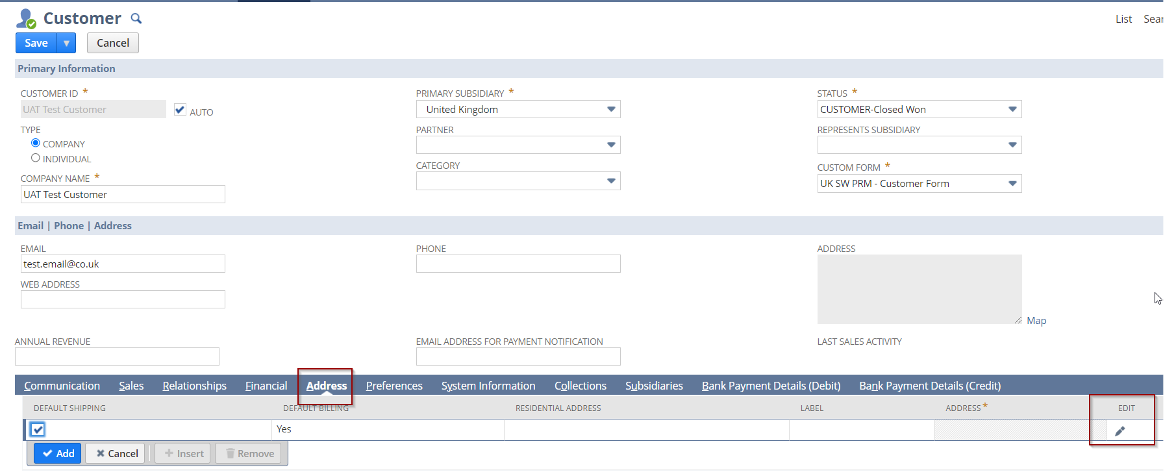 Customer
List Sear
Save Cancel
Primary Information
CUSTOMER ID *
UAT Test Customer
AUTO
TYPE
COMPANY
INDIVIDUAL
COMPANY NAME *
UAT Test Customer
PRIMARY SUBSIDIARY *
United Kingdom
PARTNER
CATEGORY
STATUS *
CUSTOMER-Closed Won
REPRESENTS SUBSIDIARY
CUSTOM FORM *
UK SW PRM - Customer Form
Email | Phone | Address
EMAIL
test.email@co.uk
WEB ADDRESS
PHONE
ADDRESS
Map
ANNUAL REVENUE
EMAIL ADDRESS FOR PAYMENT NOTIFICATION
LAST SALES ACTIVITY
Communication Sales Relationships Financial Address Preferences System Information Collections Subsidiaries Bank Payment Details (Debit) Bank Payment Details (Credit)
DEFAULT SHIPPING DEFAULT BILLING RESIDENTIAL ADDRESS LABEL ADDRESS * EDIT
Yes
Add Cancel + Insert Remove